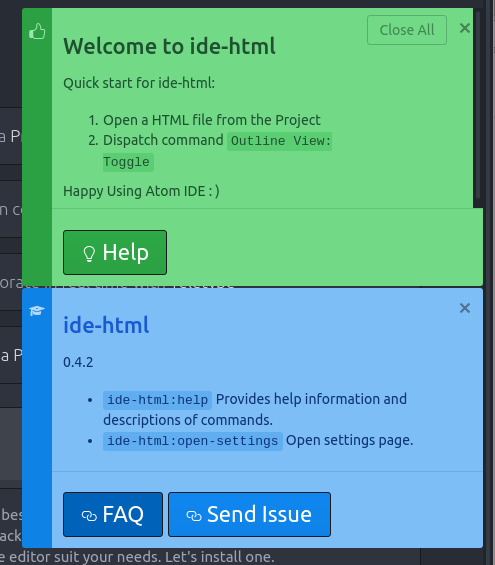 Close All
Welcome to ide-html
Quick start for ide-html:
1. Open a HTML file from the Project
2. Dispatch command Outline View:
Toggle
Happy Using Atom IDE : )
Help
ide-html
0.4.2
• ide-html:help Provides help information and
descriptions of commands.
• ide-html:open-settings Open settings page.
FAQ
Send Issue
e editor suit your needs. Let's install one.